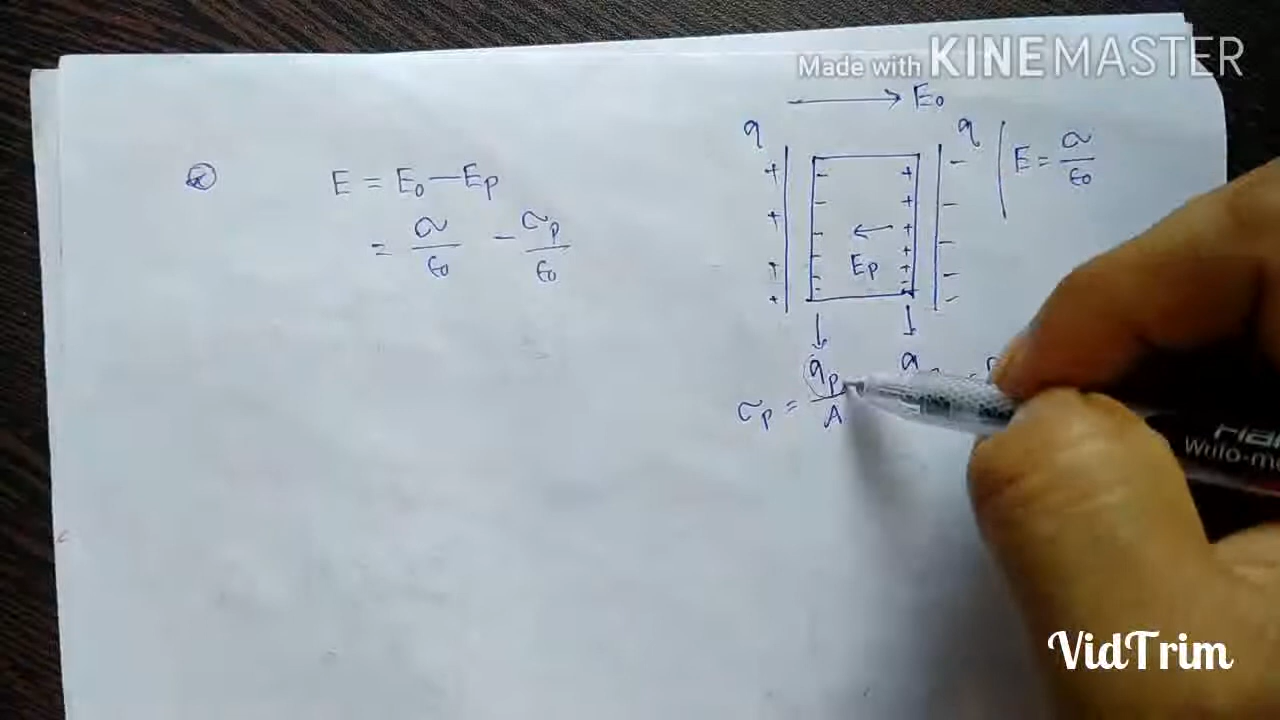 Made with KINEMASTER
→ E₀
q q
E = σ/ε₀
E = E₀ — Eₚ
= σ/ε₀ - σₚ/ε₀
← Eₚ
σₚ = qₚ/A
VidTrim